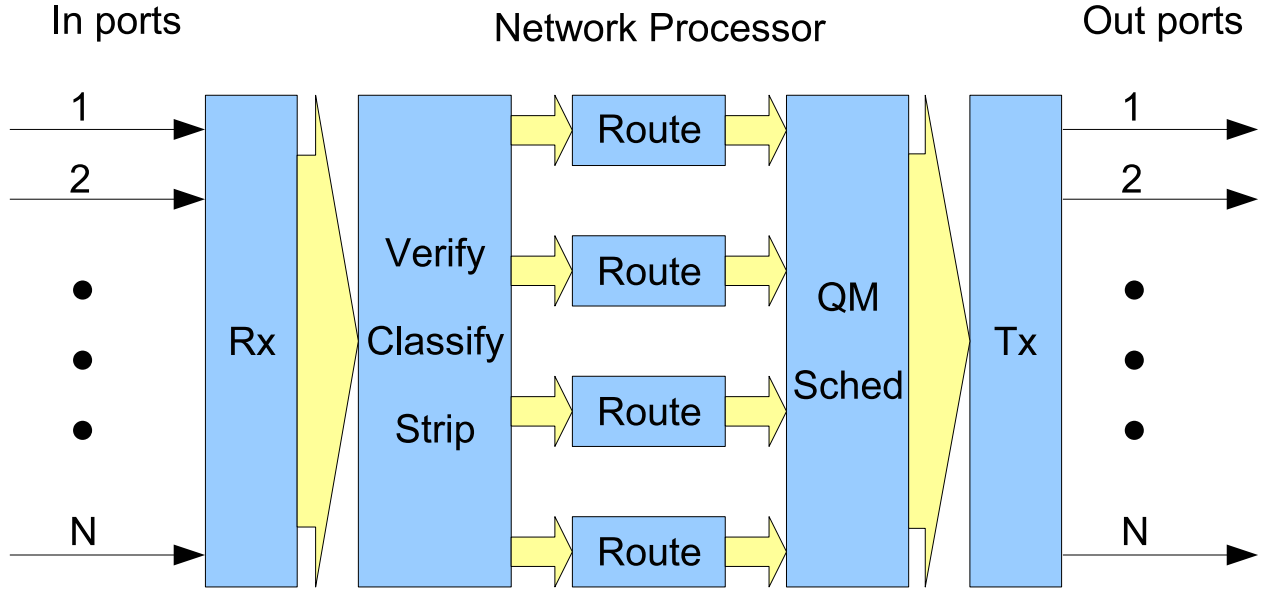 In ports
Network Processor
Out ports
1
2
N
Rx
Verify
Classify
Strip
Route
Route
Route
Route
QM
Sched
Tx
1
2
N